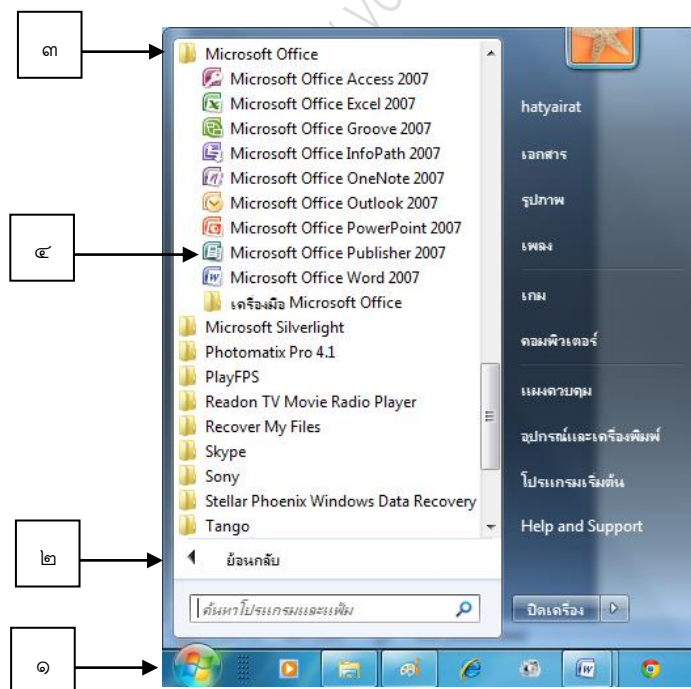 ๓
Microsoft Office
Microsoft Office Access 2007
Microsoft Office Excel 2007
Microsoft Office Groove 2007
Microsoft Office InfoPath 2007
Microsoft Office OneNote 2007
Microsoft Office Outlook 2007
Microsoft Office PowerPoint 2007
๔
Microsoft Office Publisher 2007
Microsoft Office Word 2007
เครื่องมือ Microsoft Office
Microsoft Silverlight
Photomatix Pro 4.1
PlayFPS
Readon TV Movie Radio Player
Recover My Files
Skype
Sony
Stellar Phoenix Windows Data Recovery
Tango
๒
ย้อนกลับ
ค้นหาโปรแกรมและแฟ้ม
hatyairat
เอกสาร
รูปภาพ
เพลง
เกม
คอมพิวเตอร์
แผงควบคุม
อุปกรณ์และเครื่องพิมพ์
โปรแกรมเริ่มต้น
Help and Support
ปิดเครื่อง
๑